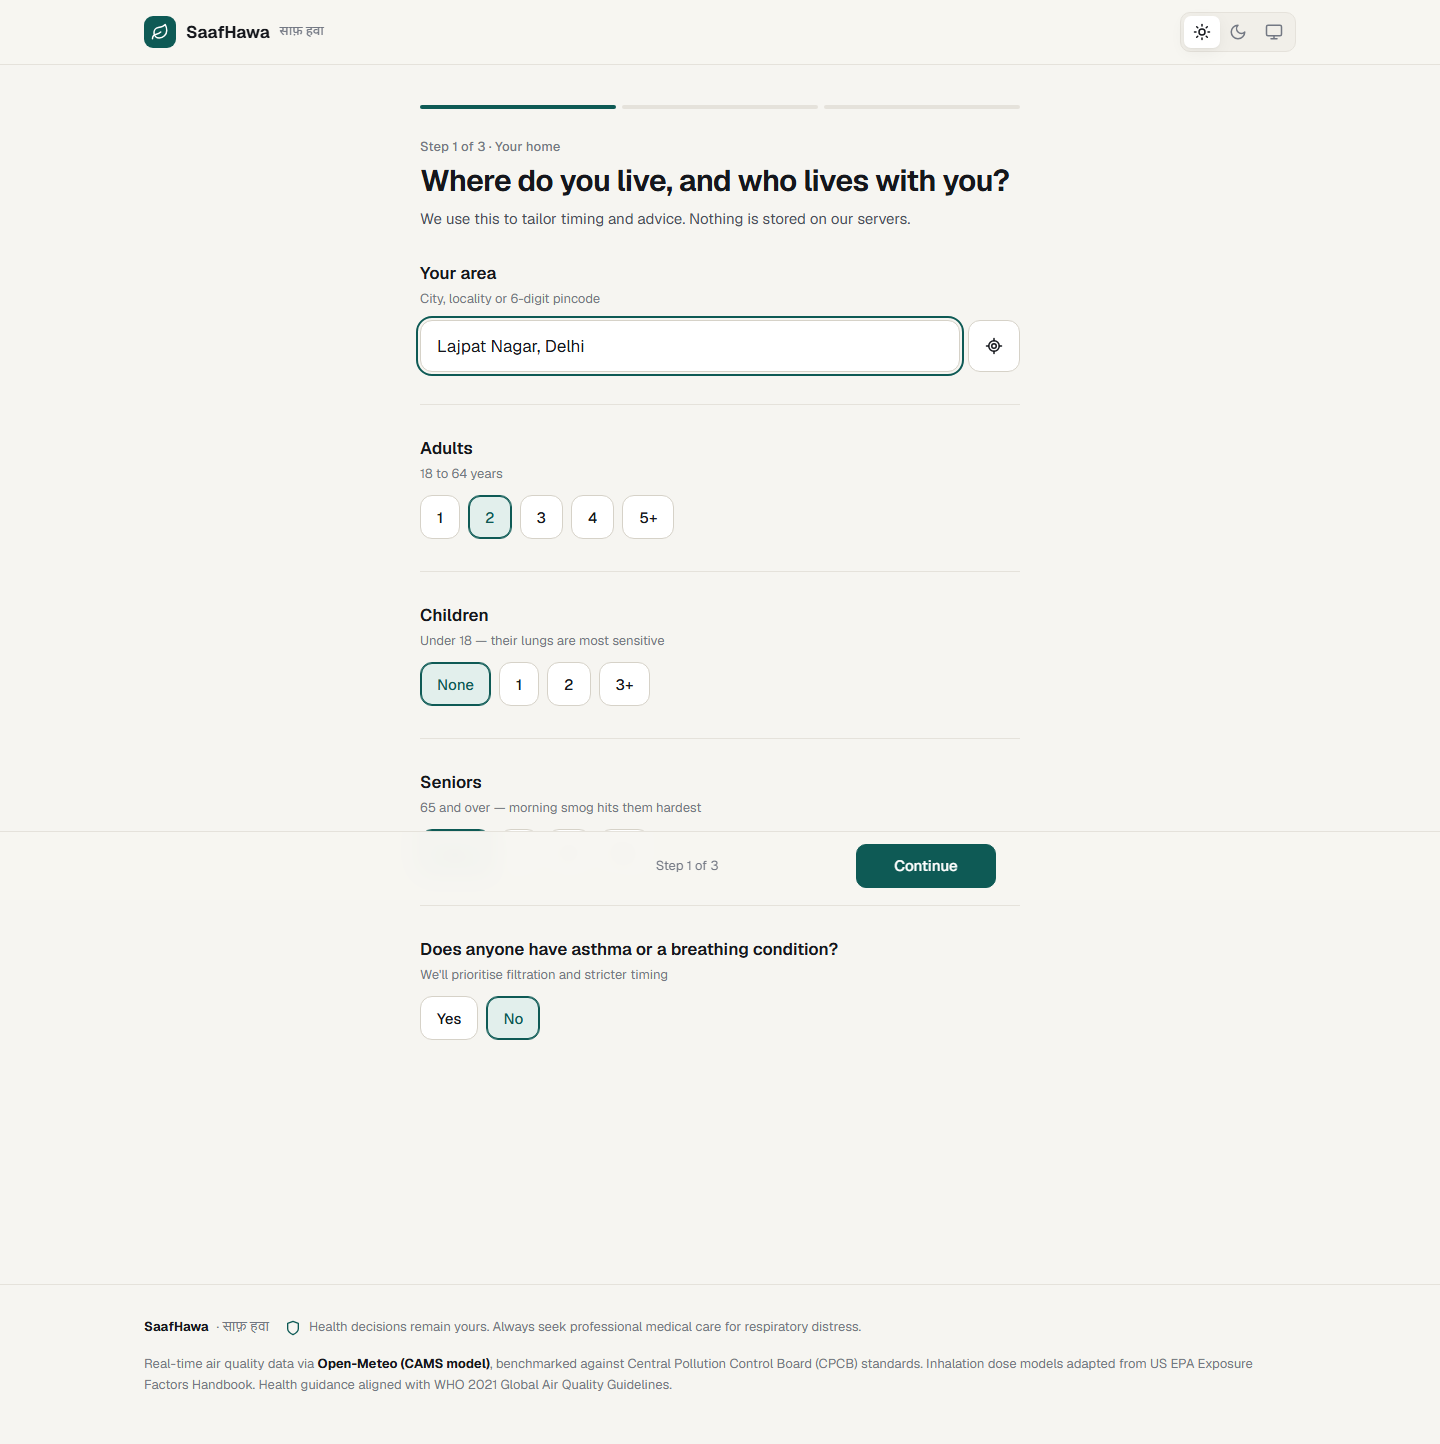 SaafHawa साफ़ हवा
Step 1 of 3 · Your home
Where do you live, and who lives with you?
We use this to tailor timing and advice. Nothing is stored on our servers.
Your area
City, locality or 6-digit pincode
Lajpat Nagar, Delhi
Adults
18 to 64 years
1 2 3 4 5+
Children
Under 18 — their lungs are most sensitive
None 1 2 3+
Seniors
65 and over — morning smog hits them hardest
Step 1 of 3 Continue
Does anyone have asthma or a breathing condition?
We'll prioritise filtration and stricter timing
Yes No
SaafHawa · साफ़ हवा Health decisions remain yours. Always seek professional medical care for respiratory distress.
Real-time air quality data via Open-Meteo (CAMS model), benchmarked against Central Pollution Control Board (CPCB) standards. Inhalation dose models adapted from US EPA Exposure
Factors Handbook. Health guidance aligned with WHO 2021 Global Air Quality Guidelines.